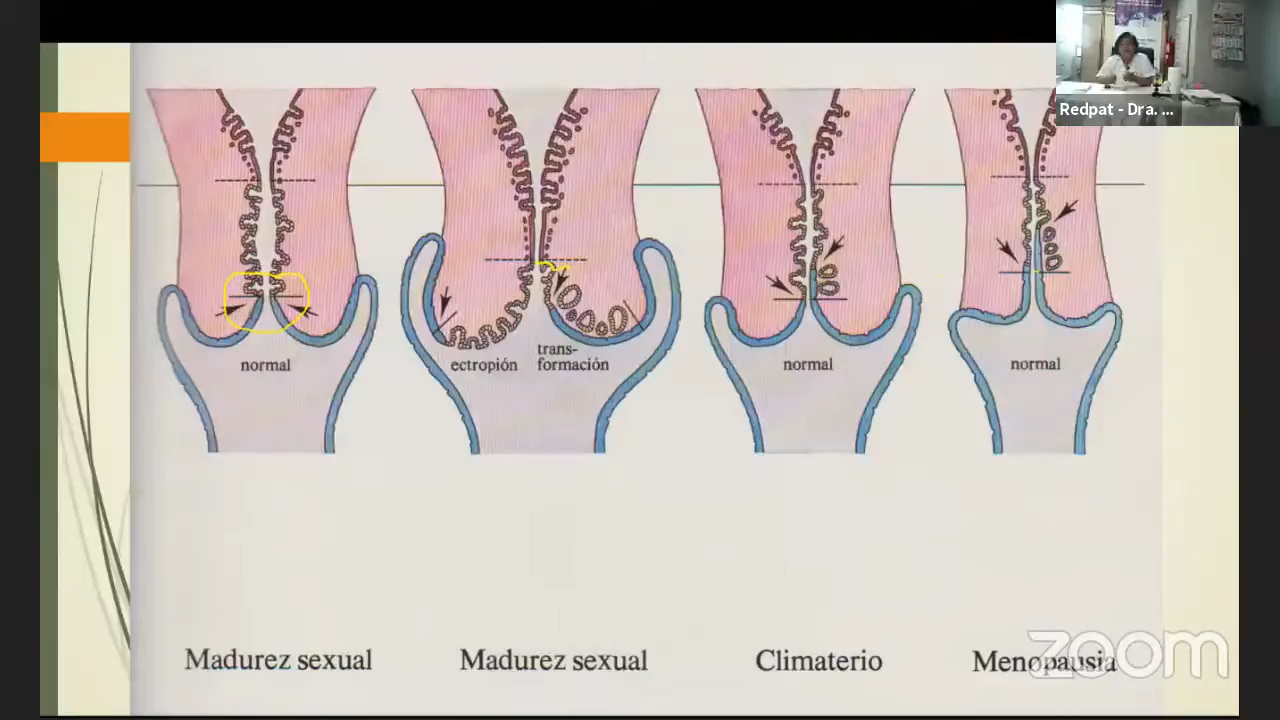 Redpat - Dra. ...
normal
ectropión
trans-
formación
normal
normal
Madurez sexual
Madurez sexual
Climaterio
Menopausia
zoom